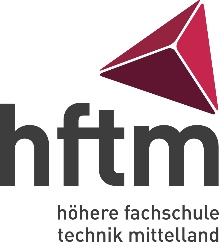 hftm
höhere fachschule
technik mittelland